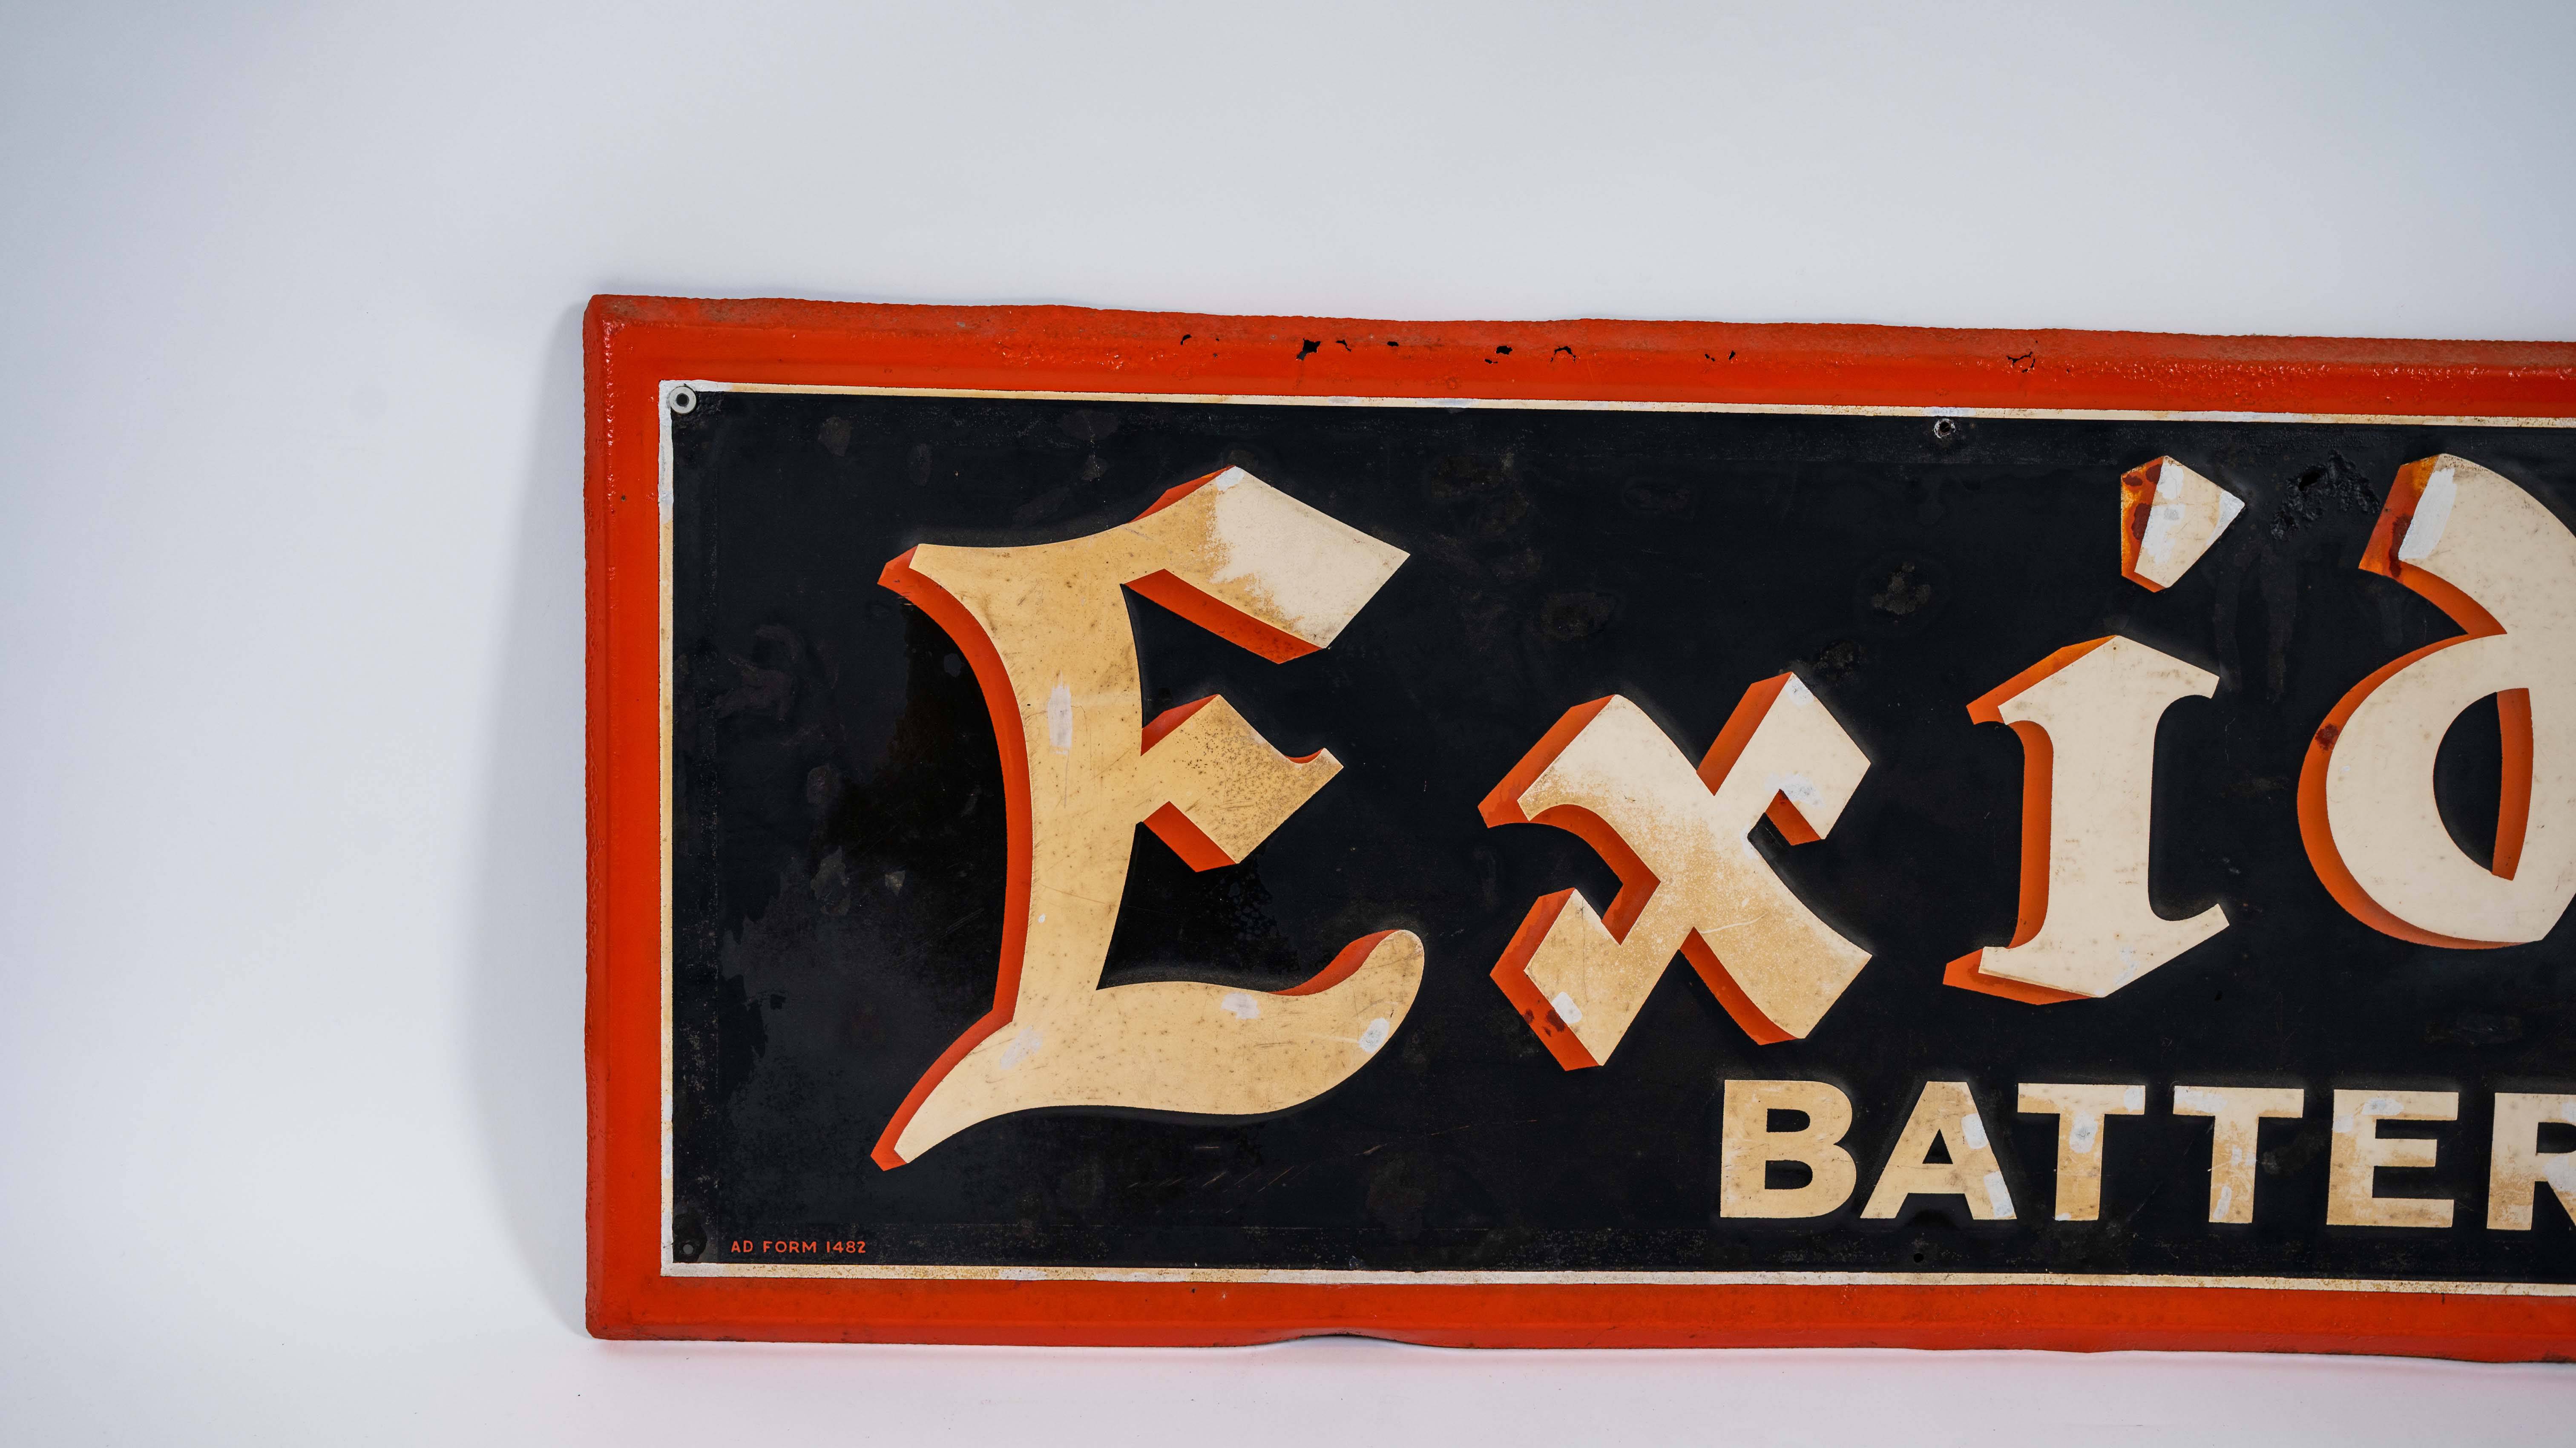 Exid
BATTER
AD FORM 1482